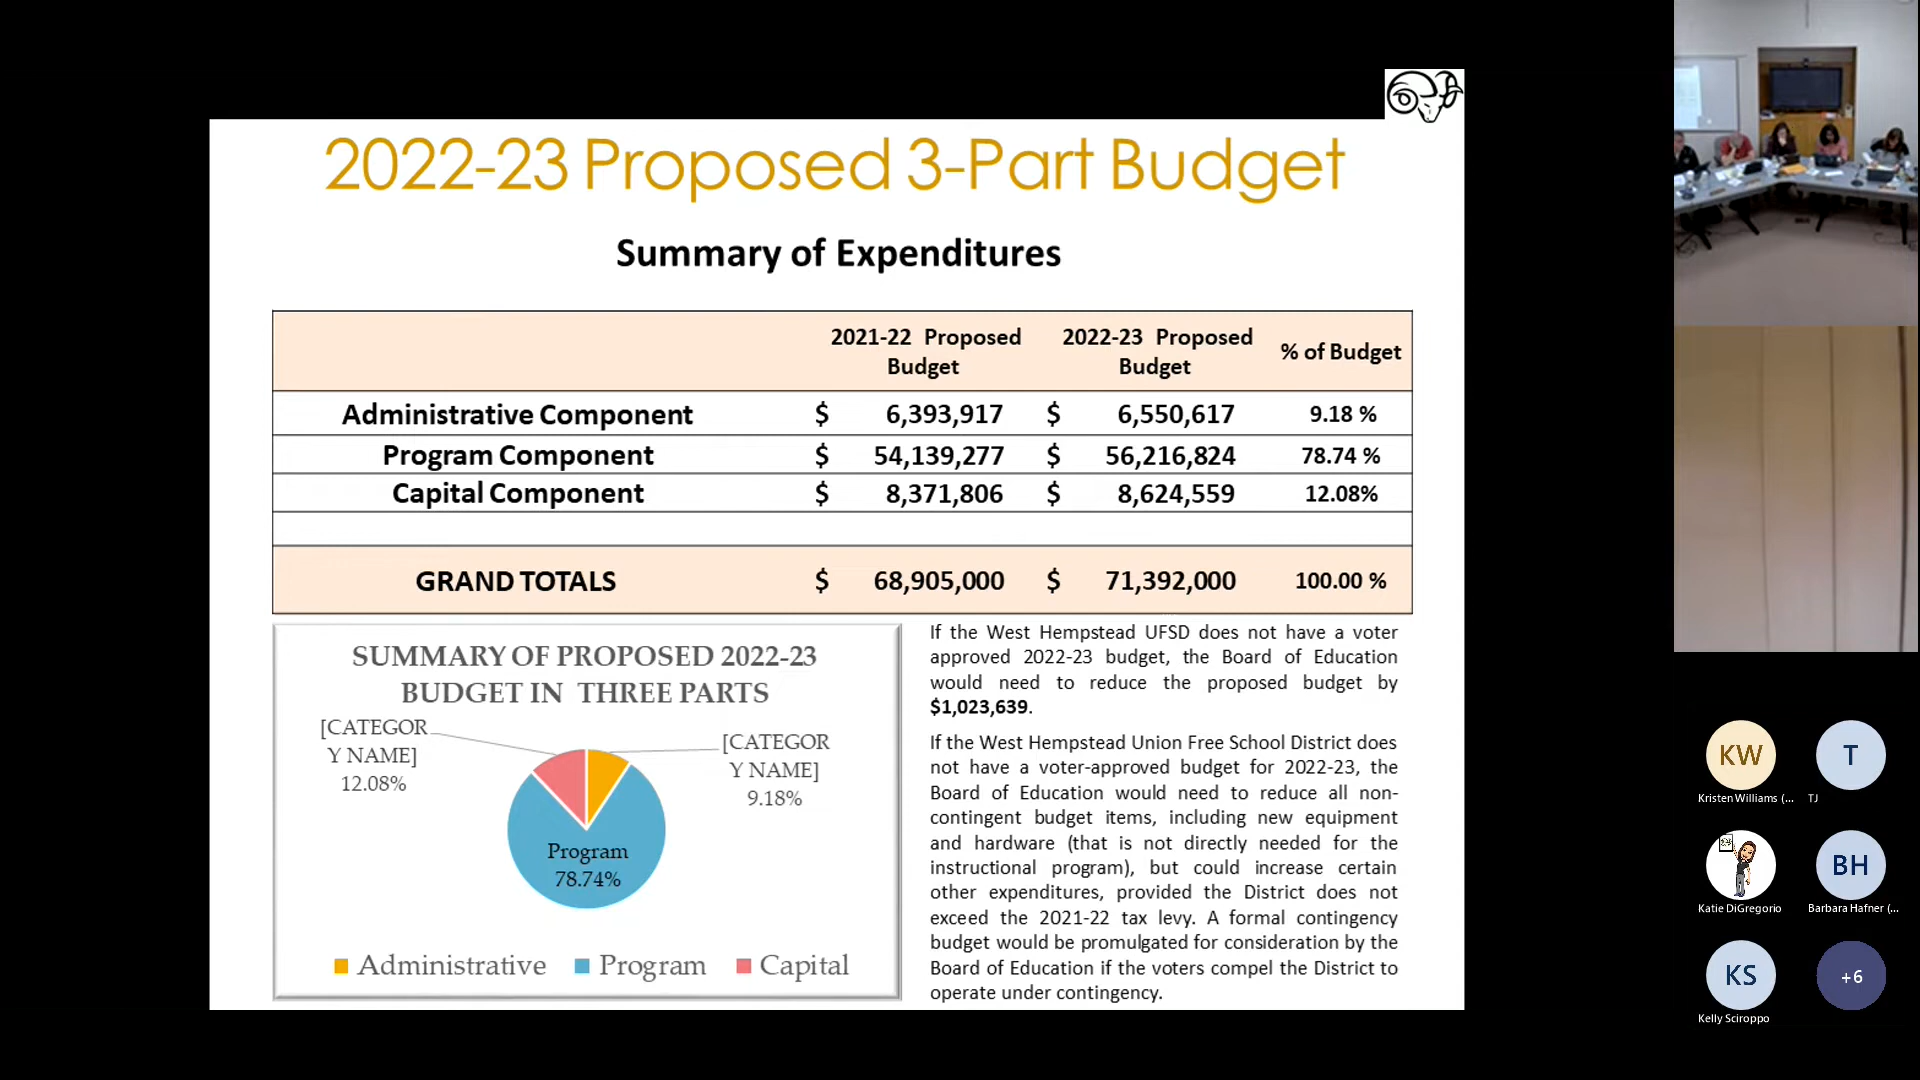 2022-23 Proposed 3-Part Budget
Summary of Expenditures
2021-22 Proposed Budget 2022-23 Proposed Budget % of Budget
Administrative Component $ 6,393,917 $ 6,550,617 9.18 %
Program Component $ 54,139,277 $ 56,216,824 78.74 %
Capital Component $ 8,371,806 $ 8,624,559 12.08%
GRAND TOTALS $ 68,905,000 $ 71,392,000 100.00 %
SUMMARY OF PROPOSED 2022-23
BUDGET IN THREE PARTS
[CATEGOR
Y NAME]
12.08%
[CATEGOR
Y NAME]
9.18%
Program
78.74%
Administrative Program Capital
If the West Hempstead UFSD does not have a voter
approved 2022-23 budget, the Board of Education
would need to reduce the proposed budget by
$1,023,639.
If the West Hempstead Union Free School District does
not have a voter-approved budget for 2022-23, the
Board of Education would need to reduce all non-
contingent budget items, including new equipment
and hardware (that is not directly needed for the
instructional program), but could increase certain
other expenditures, provided the District does not
exceed the 2021-22 tax levy. A formal contingency
budget would be promulgated for consideration by the
Board of Education if the voters compel the District to
operate under contingency.
KW
Kristen Williams (...
T
TJ
Katie DiGregorio
BH
Barbara Hafner (...
KS
Kelly Sciroppo
+6